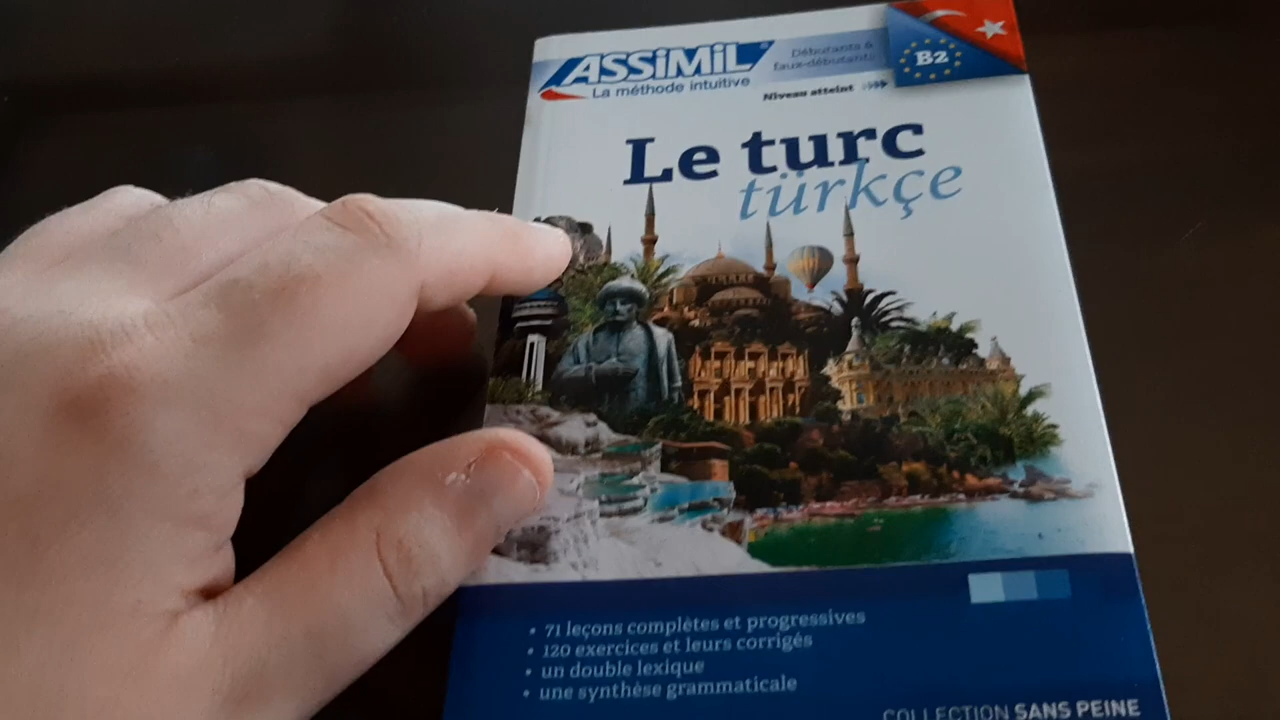 ASSiMiL
La méthode intuitive
Débutants &
faux-débutants
Niveau atteint
B2
Le turc
türkçe
• 71 leçons complètes et progressives
• 120 exercices et leurs corrigés
• un double lexique
• une synthèse grammaticale
COLLECTION SANS PEINE